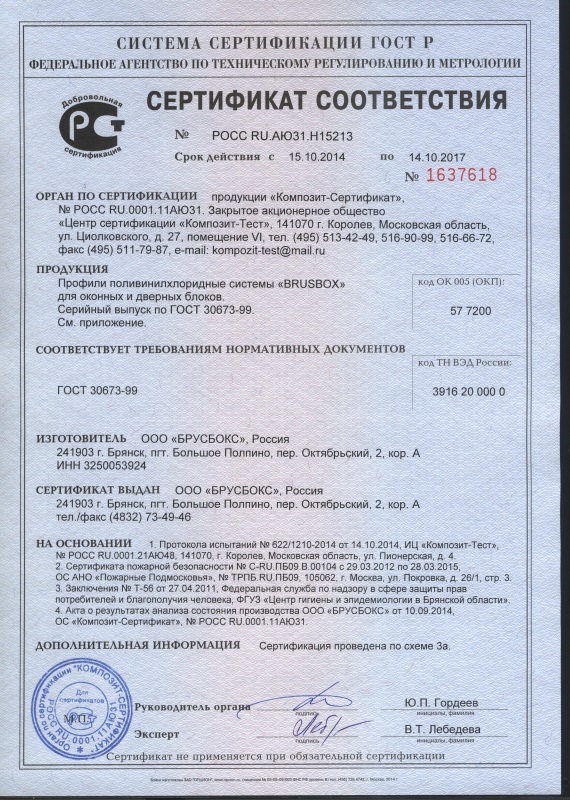 СИСТЕМА СЕРТИФИКАЦИИ ГОСТ Р
ФЕДЕРАЛЬНОЕ АГЕНТСТВО ПО ТЕХНИЧЕСКОМУ РЕГУЛИРОВАНИЮ И МЕТРОЛОГИИ
Добровольная
РСТ
сертификация
СЕРТИФИКАТ СООТВЕТСТВИЯ
№ РОСС RU.АЮ31.Н15213
Срок действия с 15.10.2014 по 14.10.2017
№ 1637618
ОРГАН ПО СЕРТИФИКАЦИИ продукции «Композит-Сертификат»,
№ РОСС RU.0001.11АЮ31. Закрытое акционерное общество
«Центр сертификации «Композит-Тест», 141070 г. Королев, Московская область,
ул. Циолковского, д. 27, помещение VI, тел. (495) 513-42-49, 516-90-99, 516-66-72,
факс (495) 511-79-87, e-mail: kompozit-test@mail.ru
ПРОДУКЦИЯ
Профили поливинилхлоридные системы «BRUSBOX»
для оконных и дверных блоков.
Серийный выпуск по ГОСТ 30673-99.
См. приложение.
код ОК 005 (ОКП):
57 7200
СООТВЕТСТВУЕТ ТРЕБОВАНИЯМ НОРМАТИВНЫХ ДОКУМЕНТОВ
ГОСТ 30673-99
код ТН ВЭД России:
3916 20 000 0
ИЗГОТОВИТЕЛЬ ООО «БРУСБОКС», Россия
241903 г. Брянск, пгт. Большое Полпино, пер. Октябрьский, 2, кор. А
ИНН 3250053924
СЕРТИФИКАТ ВЫДАН ООО «БРУСБОКС», Россия
241903 г. Брянск, пгт. Большое Полпино, пер. Октябрьский, 2, кор. А
тел./факс (4832) 73-49-46
НА ОСНОВАНИИ 1. Протокола испытаний № 622/1210-2014 от 14.10.2014, ИЦ «Композит-Тест»,
№ РОСС RU.0001.21АЮ48, 141070, г. Королев, Московская область, ул. Пионерская, д. 4.
2. Сертификата пожарной безопасности № C-RU.ПБ09.В.00104 с 29.03.2012 по 28.03.2015,
ОС АНО «Пожарные Подмосковья», № ТРПБ.RU.ПБ09, 105062, г. Москва, ул. Покровка, д. 26/1, стр. 3.
3. Заключения № Т-56 от 27.04.2011, Федеральная служба по надзору в сфере защиты прав
потребителей и благополучия человека, ФГУЗ «Центр гигиены и эпидемиологии в Брянской области».
4. Акта о результатах анализа состояния производства ООО «БРУСБОКС» от 10.09.2014,
ОС «Композит-Сертификат», № РОСС RU.0001.11АЮ31.
ДОПОЛНИТЕЛЬНАЯ ИНФОРМАЦИЯ Сертификация проведена по схеме 3а.
Орган по сертификации "КОМПОЗИТ-СЕРТИФИКАТ"
РОСС RU.0001.11АЮ31
Для
сертификатов
М.П.
Руководитель органа
подпись
Ю.П. Гордеев
инициалы, фамилия
Эксперт
подпись
В.Т. Лебедева
инициалы, фамилия
Сертификат не применяется при обязательной сертификации